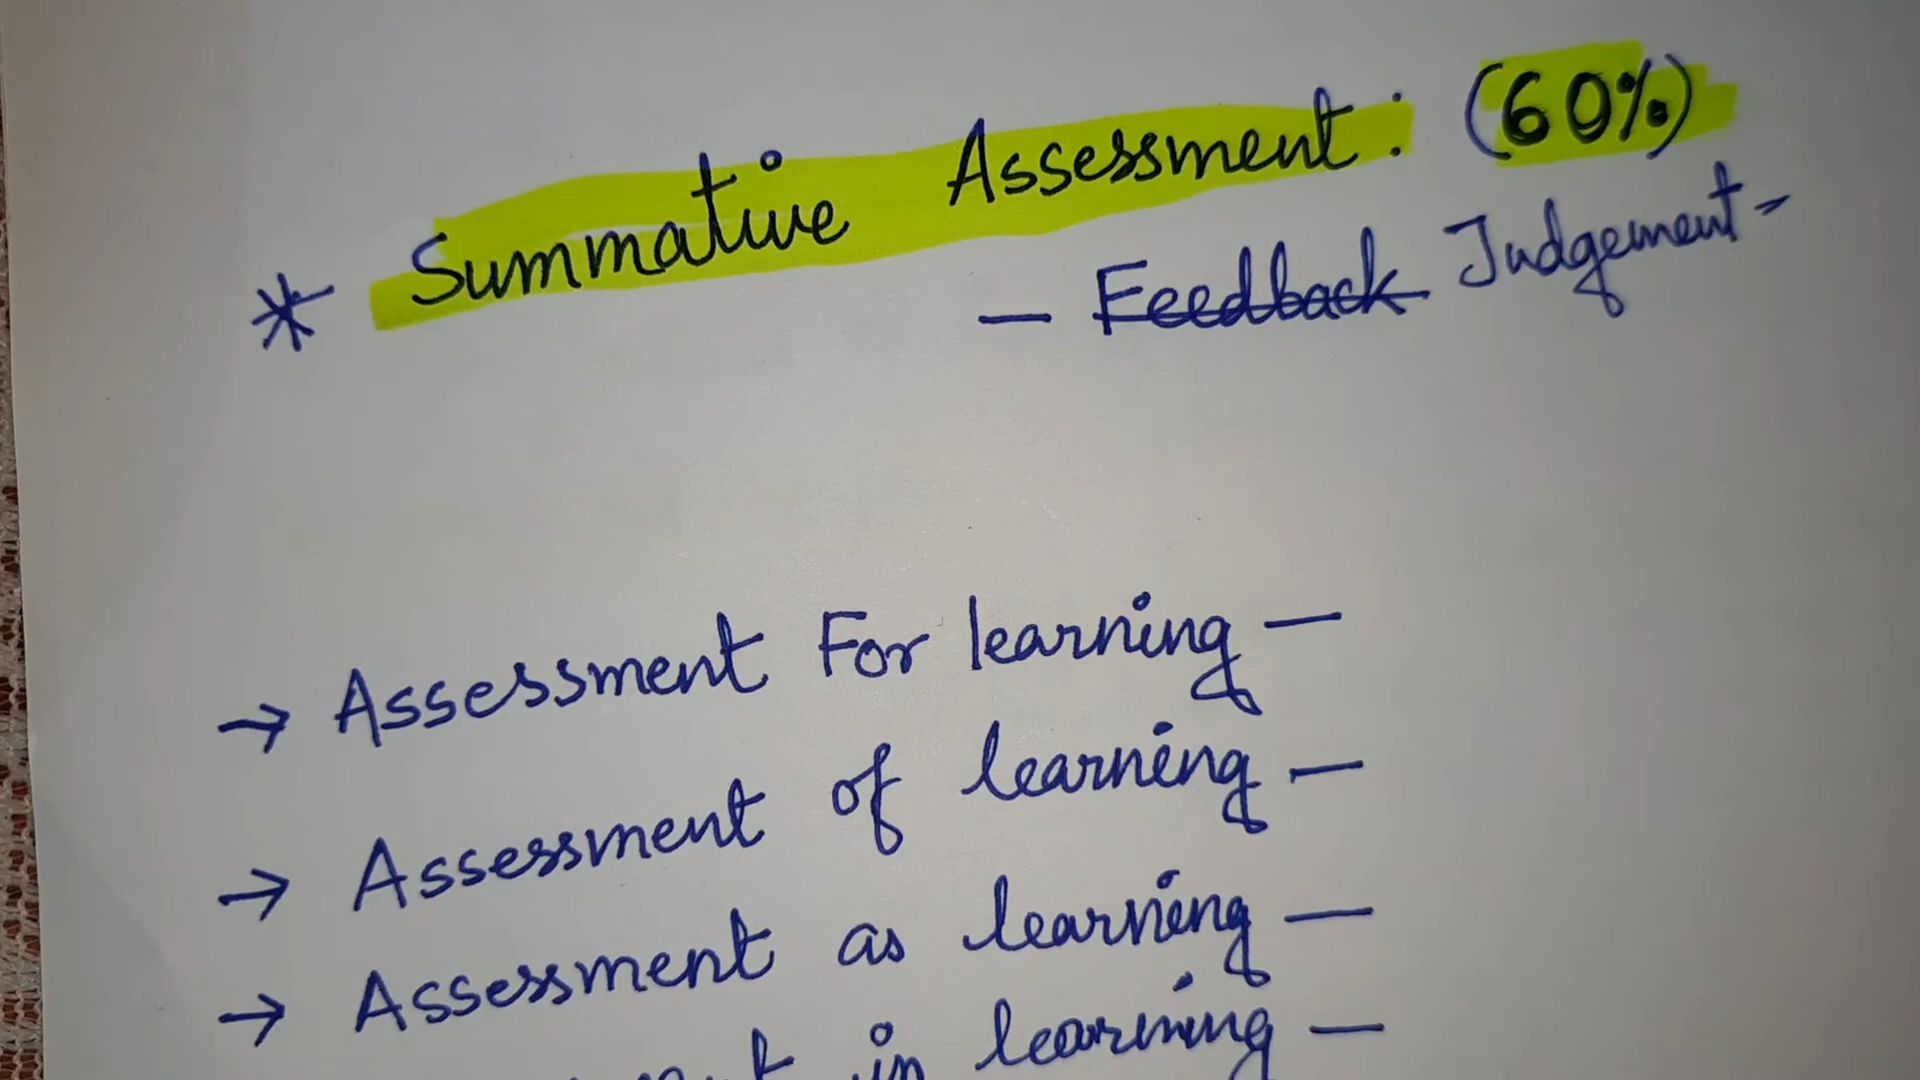 * Summative Assessment: (60%)
- Feedback Judgement-
→ Assessment For learning -
→ Assessment of learning -
→ Assessment as learning -
in learning -